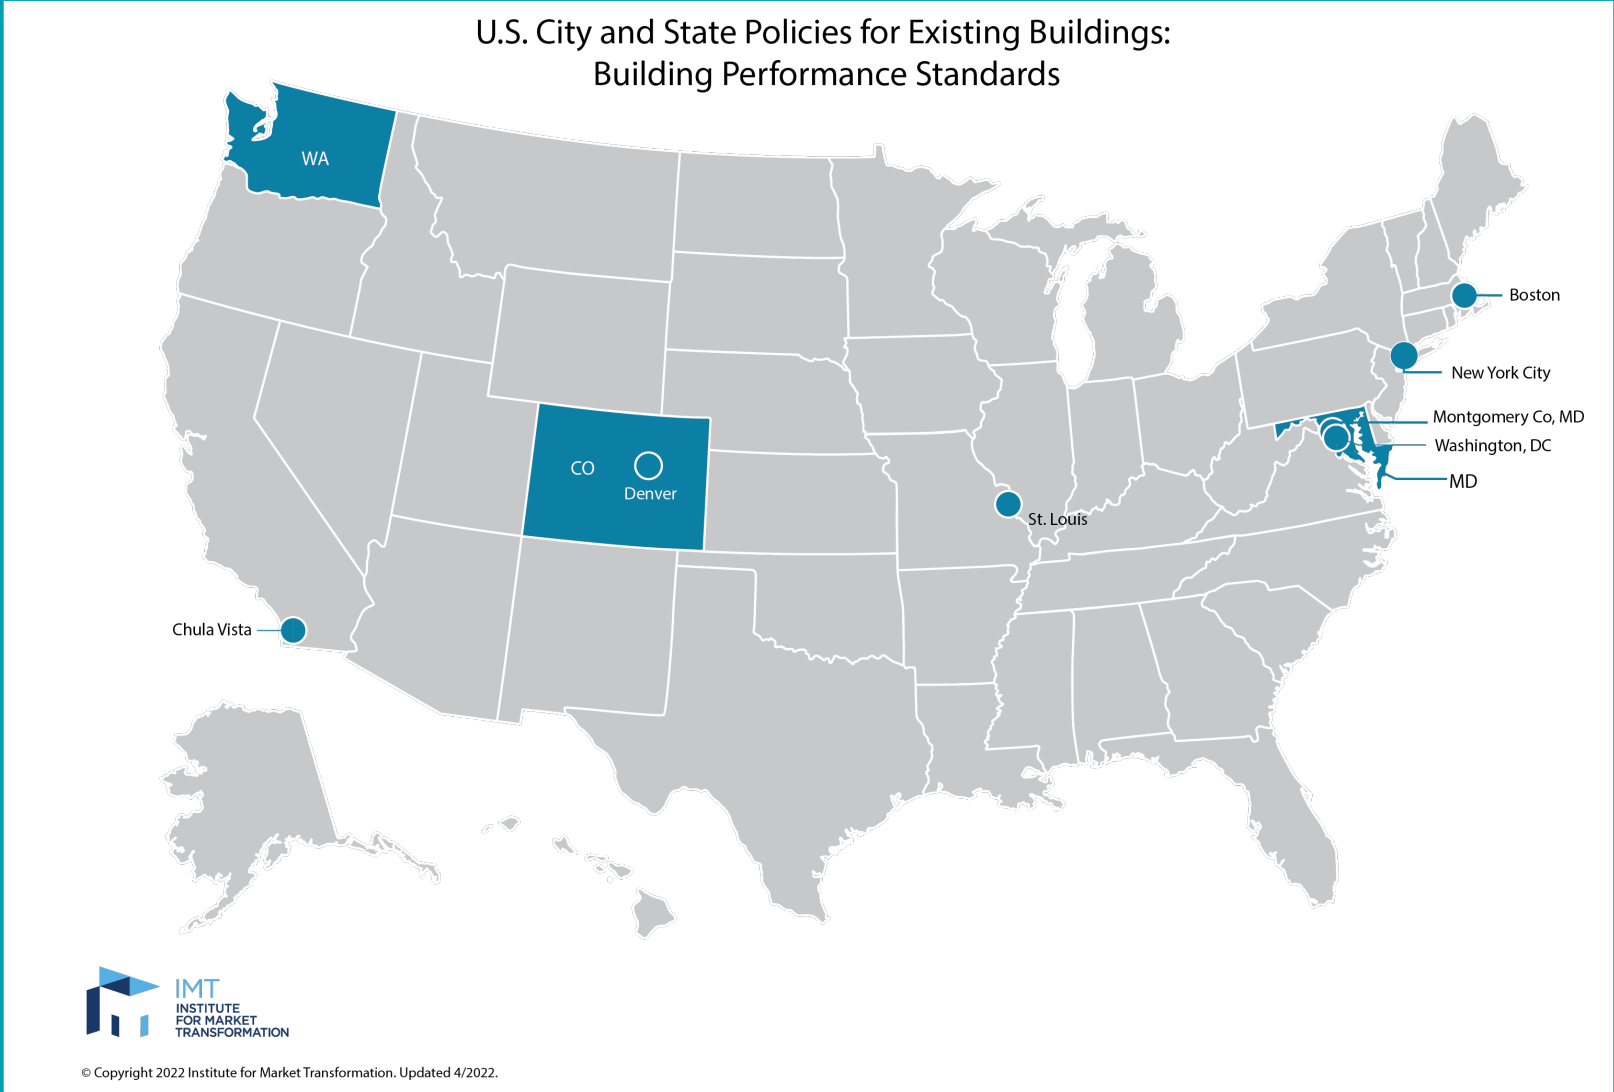 U.S. City and State Policies for Existing Buildings:
Building Performance Standards
WA
Boston
New York City
Montgomery Co, MD
Washington, DC
CO
MD
Denver
St. Louis
Chula Vista
IMT
INSTITUTE
FOR MARKET
TRANSFORMATION
© Copyright 2022 Institute for Market Transformation. Updated 4/2022.